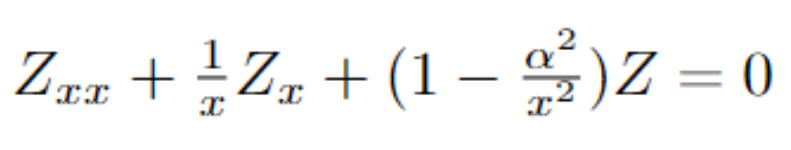 $Z_{xx} + \frac{1}{x} Z_x + (1 - \frac{\alpha^2}{x^2}) Z = 0$